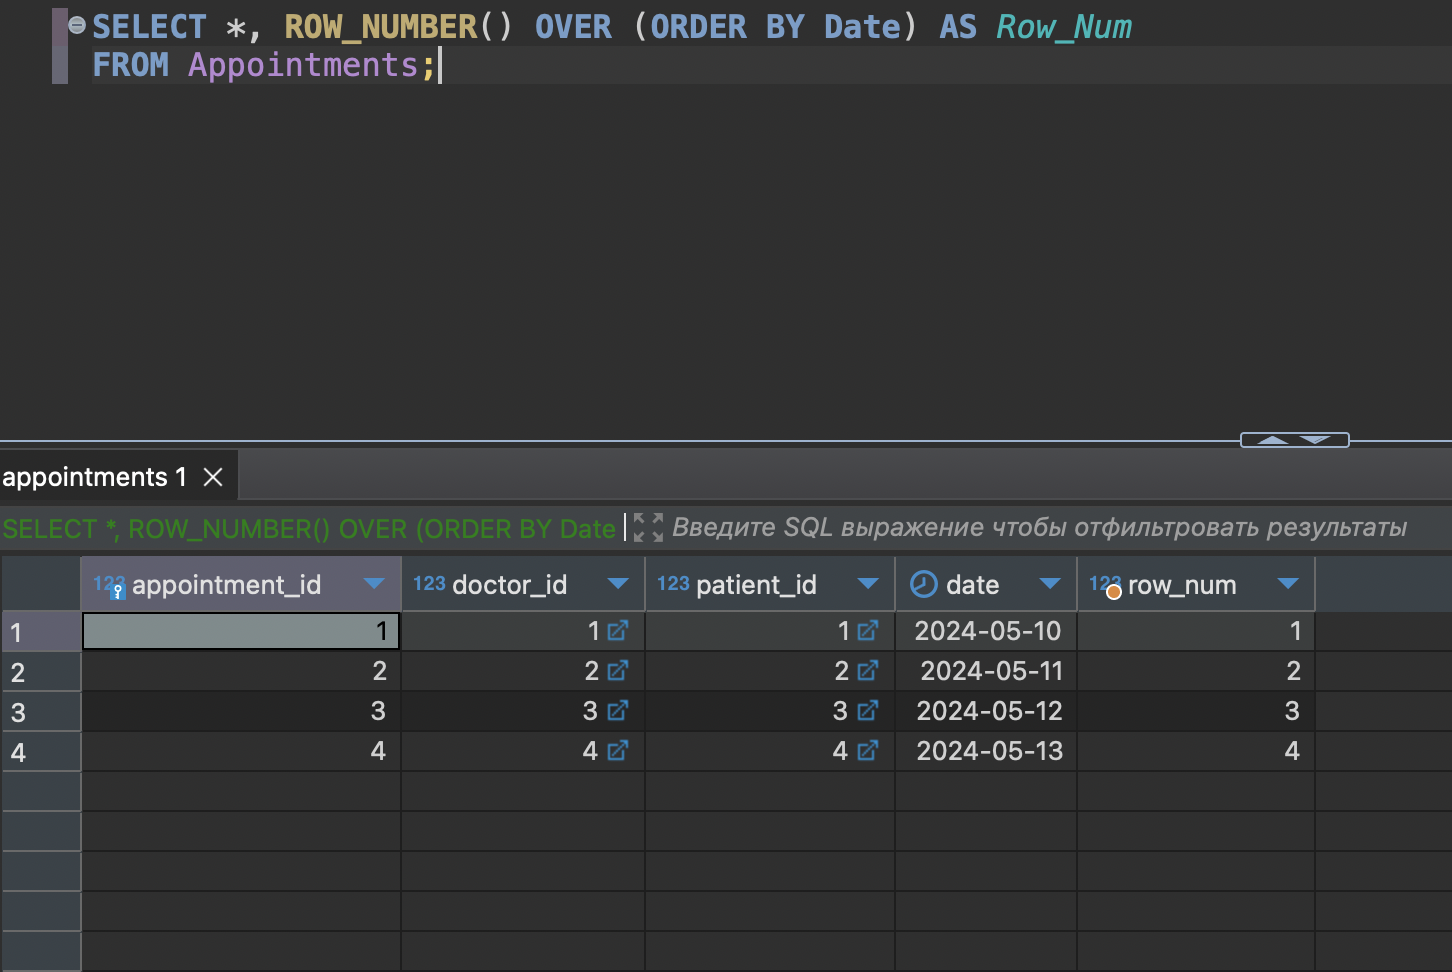 SELECT *, ROW_NUMBER() OVER (ORDER BY Date) AS Row_Num
FROM Appointments;
appointments 1
SELECT *, ROW_NUMBER() OVER (ORDER BY Date Введите SQL выражение чтобы отфильтровать результаты
123 appointment_id 123 doctor_id 123 patient_id date 123 row_num
1 1 1 1 2024-05-10 1
2 2 2 2 2024-05-11 2
3 3 3 3 2024-05-12 3
4 4 4 4 2024-05-13 4